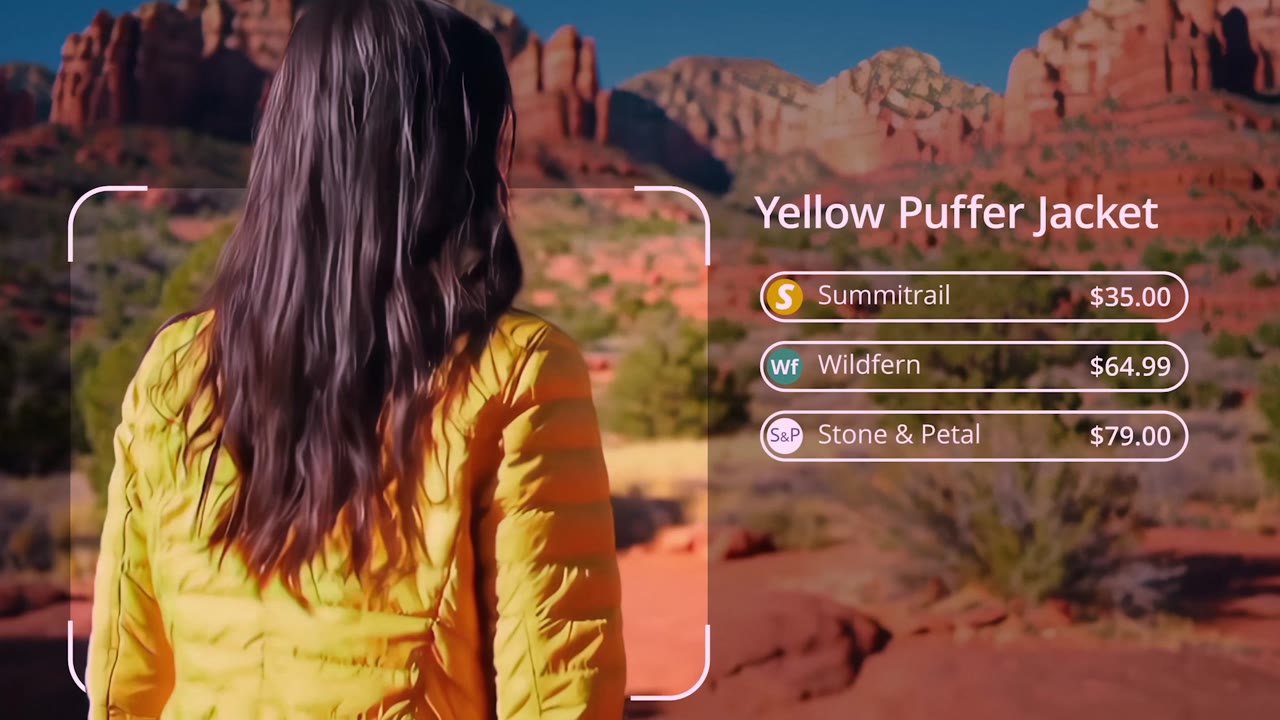 Yellow Puffer Jacket
S Summitrail $35.00
Wf Wildfern $64.99
S&P Stone & Petal $79.00